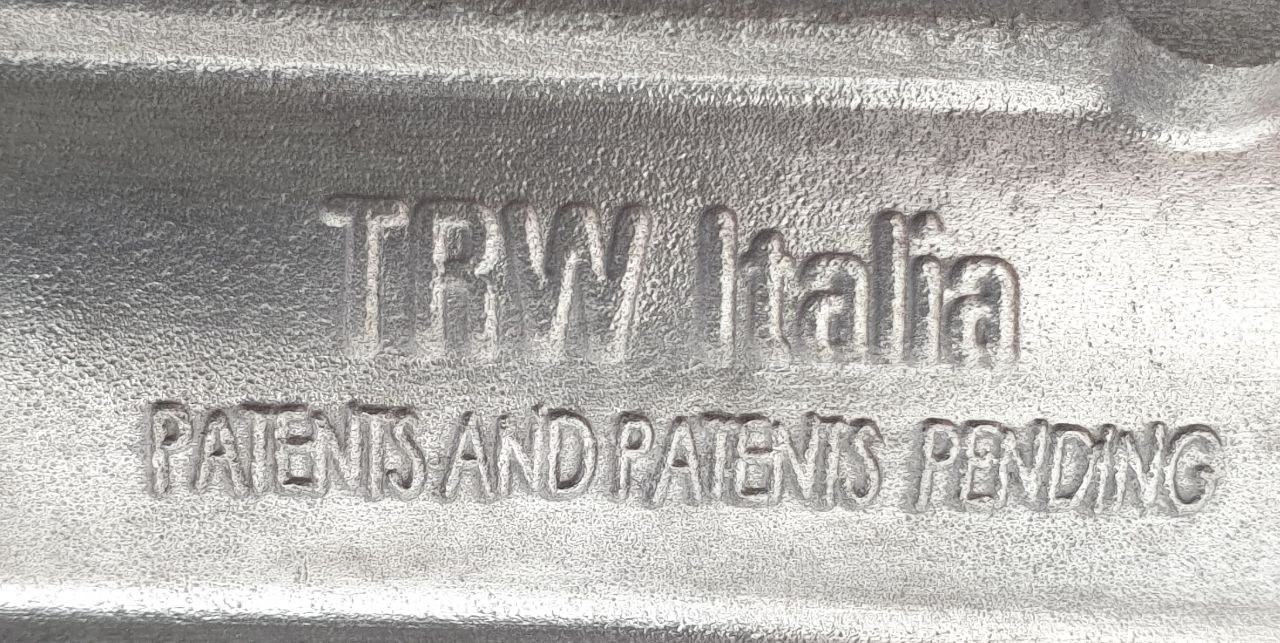 TRW Italia
PATENTS AND PATENTS PENDING